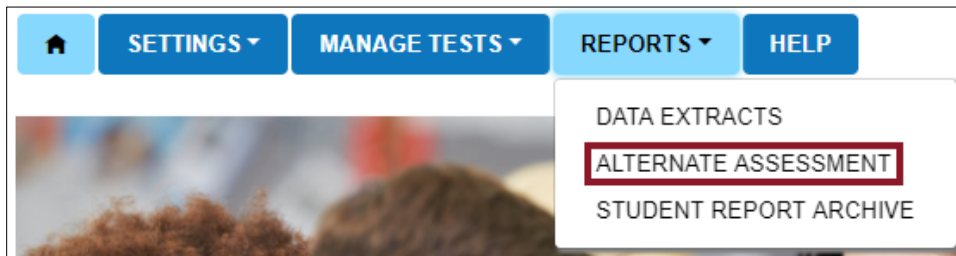 SETTINGS MANAGE TESTS REPORTS HELP
DATA EXTRACTS
ALTERNATE ASSESSMENT
STUDENT REPORT ARCHIVE